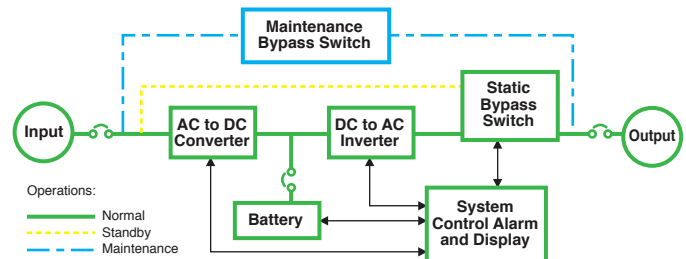 Maintenance
Bypass Switch
Static
Bypass
Switch
Input
AC to DC
Converter
DC to AC
Inverter
Output
Operations:
Normal
Standby
Maintenance
Battery
System
Control Alarm
and Display